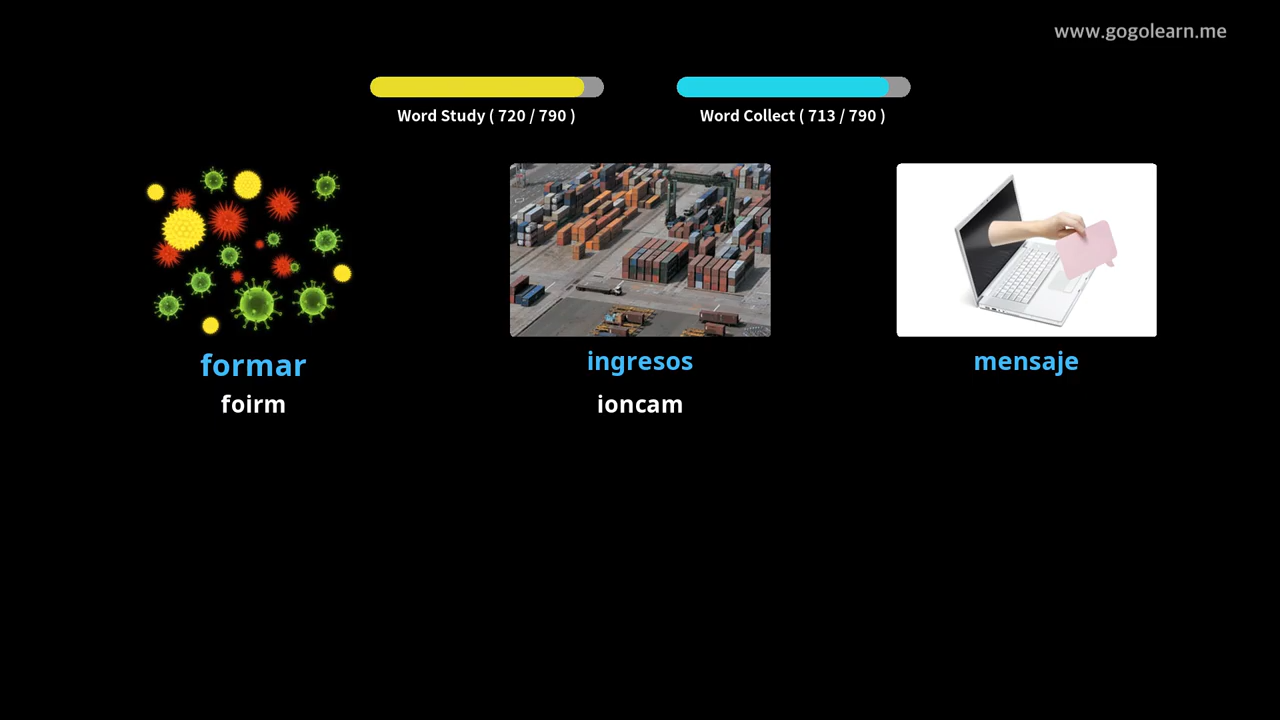 www.gogolearn.me
Word Study ( 720 / 790 )
Word Collect ( 713 / 790 )
formar
ingresos
mensaje
foirm
ioncam